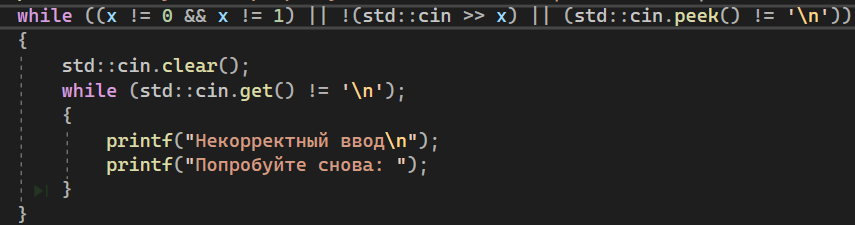 while ((x != 0 && x != 1) || !(std::cin >> x) || (std::cin.peek() != '\n'))
{
    std::cin.clear();
    while (std::cin.get() != '\n');
    {
        printf("Некорректный ввод\n");
        printf("Попробуйте снова: ");
    }
}